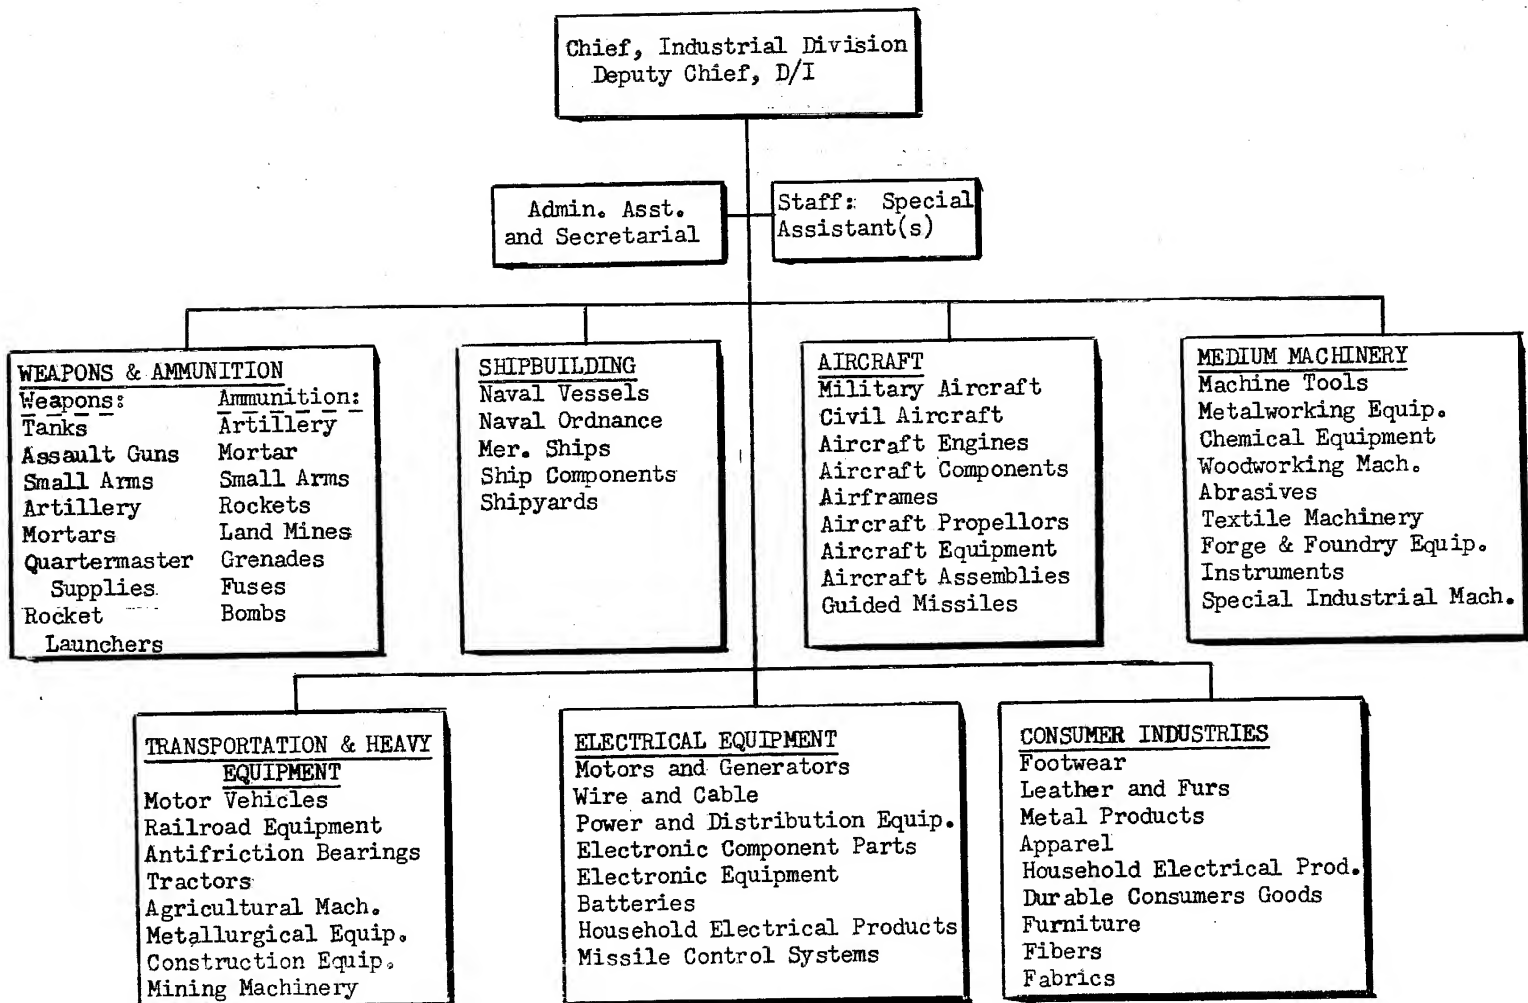 Chief, Industrial Division
Deputy Chief, D/I
Admin. Asst.
and Secretarial
Staff: Special
Assistant(s)
WEAPONS & AMMUNITION
Weapons: Ammunition:
Tanks Artillery
Assault Guns Mortar
Small Arms Small Arms
Artillery Rockets
Mortars Land Mines
Quartermaster Grenades
Supplies Fuses
Rocket Bombs
Launchers
SHIPBUILDING
Naval Vessels
Naval Ordnance
Mer. Ships
Ship Components
Shipyards
AIRCRAFT
Military Aircraft
Civil Aircraft
Aircraft Engines
Aircraft Components
Airframes
Aircraft Propellors
Aircraft Equipment
Aircraft Assemblies
Guided Missiles
MEDIUM MACHINERY
Machine Tools
Metalworking Equip.
Chemical Equipment
Woodworking Mach.
Abrasives
Textile Machinery
Forge & Foundry Equip.
Instruments
Special Industrial Mach.
TRANSPORTATION & HEAVY
EQUIPMENT
Motor Vehicles
Railroad Equipment
Antifriction Bearings
Tractors
Agricultural Mach.
Metallurgical Equip.
Construction Equip.
Mining Machinery
ELECTRICAL EQUIPMENT
Motors and Generators
Wire and Cable
Power and Distribution Equip.
Electronic Component Parts
Electronic Equipment
Batteries
Household Electrical Products
Missile Control Systems
CONSUMER INDUSTRIES
Footwear
Leather and Furs
Metal Products
Apparel
Household Electrical Prod.
Durable Consumers Goods
Furniture
Fibers
Fabrics